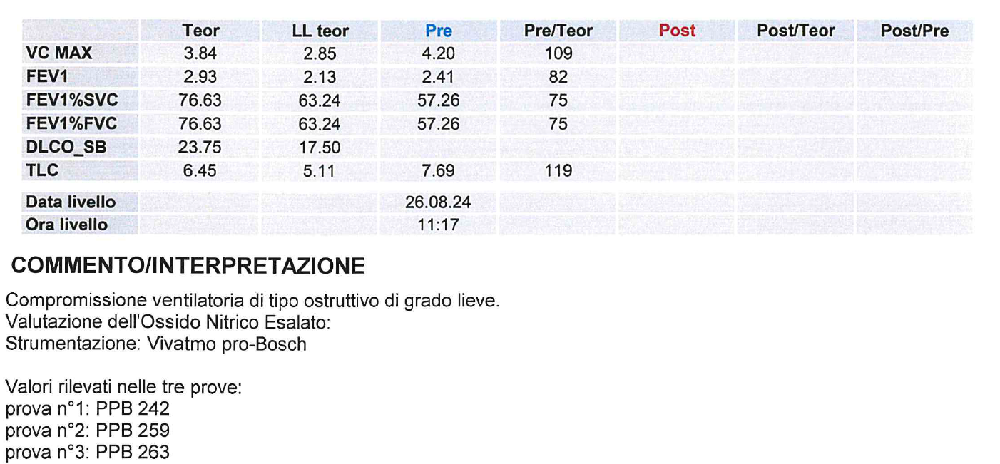 Teor LL teor Pre Pre/Teor Post Post/Teor Post/Pre
VC MAX 3.84 2.85 4.20 109
FEV1 2.93 2.13 2.41 82
FEV1%SVC 76.63 63.24 57.26 75
FEV1%FVC 76.63 63.24 57.26 75
DLCO_SB 23.75 17.50
TLC 6.45 5.11 7.69 119
Data livello 26.08.24
Ora livello 11:17
COMMENTO/INTERPRETAZIONE
Compromissione ventilatoria di tipo ostruttivo di grado lieve.
Valutazione dell'Ossido Nitrico Esalato:
Strumentazione: Vivatmo pro-Bosch
Valori rilevati nelle tre prove:
prova n°1: PPB 242
prova n°2: PPB 259
prova n°3: PPB 263